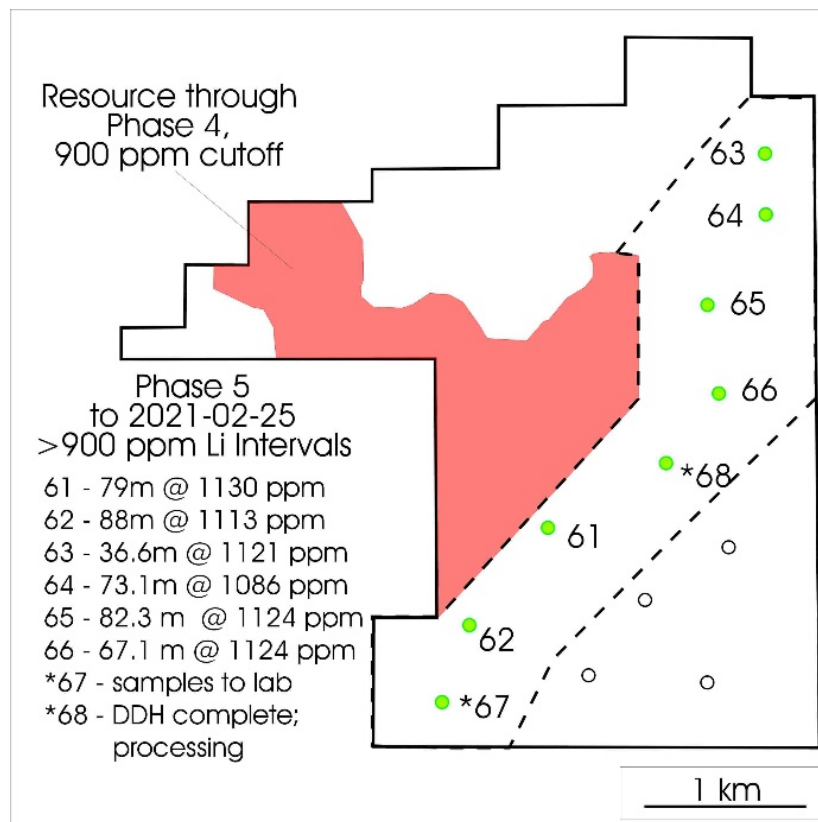 Resource through
Phase 4,
900 ppm cutoff
63
64
65
66
*68
61
62
*67
Phase 5
to 2021-02-25
>900 ppm Li Intervals
61 - 79m @ 1130 ppm
62 - 88m @ 1113 ppm
63 - 36.6m @ 1121 ppm
64 - 73.1m @ 1086 ppm
65 - 82.3 m @ 1124 ppm
66 - 67.1 m @ 1124 ppm
*67 - samples to lab
*68 - DDH complete;
processing
1 km